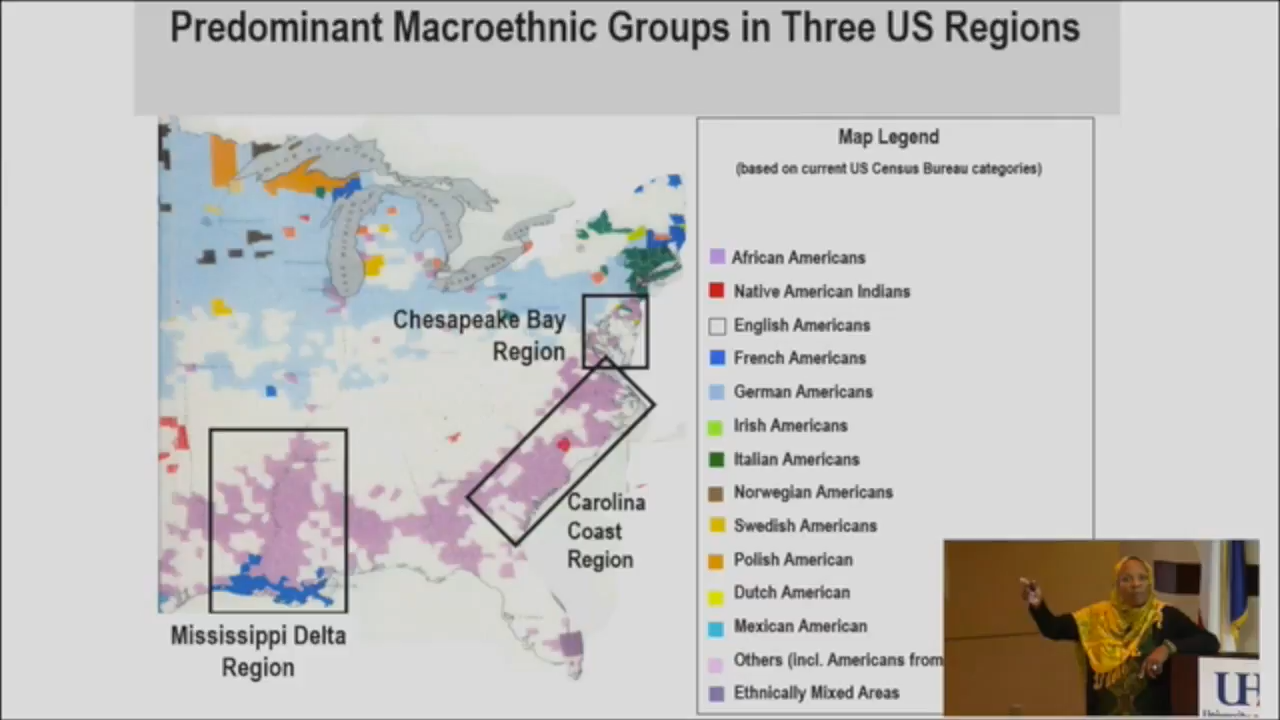 Predominant Macroethnic Groups in Three US Regions
Chesapeake Bay
Region
Carolina
Coast
Region
Mississippi Delta
Region
Map Legend
(based on current US Census Bureau categories)
African Americans
Native American Indians
English Americans
French Americans
German Americans
Irish Americans
Italian Americans
Norwegian Americans
Swedish Americans
Polish American
Dutch American
Mexican American
Others (incl. Americans from
Ethnically Mixed Areas
UH